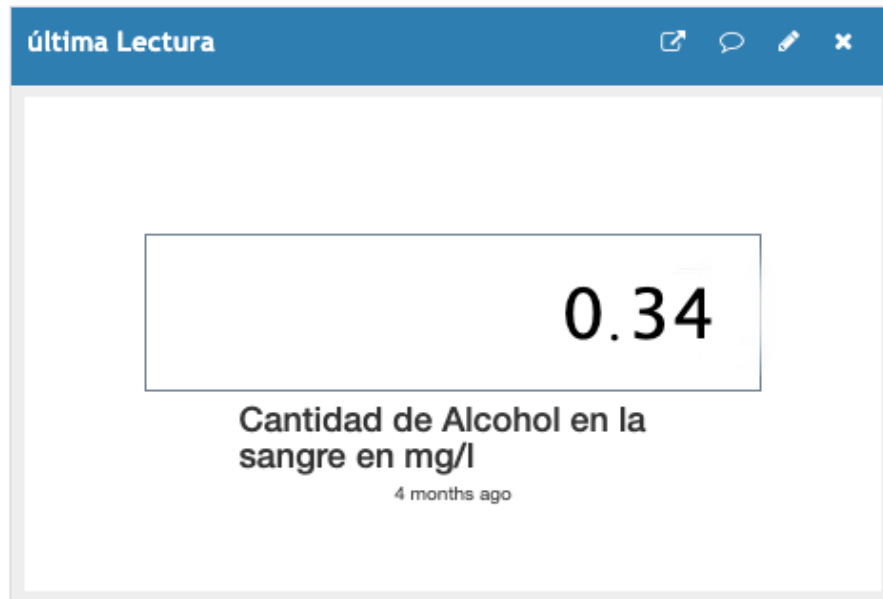 última Lectura
0.34
Cantidad de Alcohol en la
sangre en mg/l
4 months ago